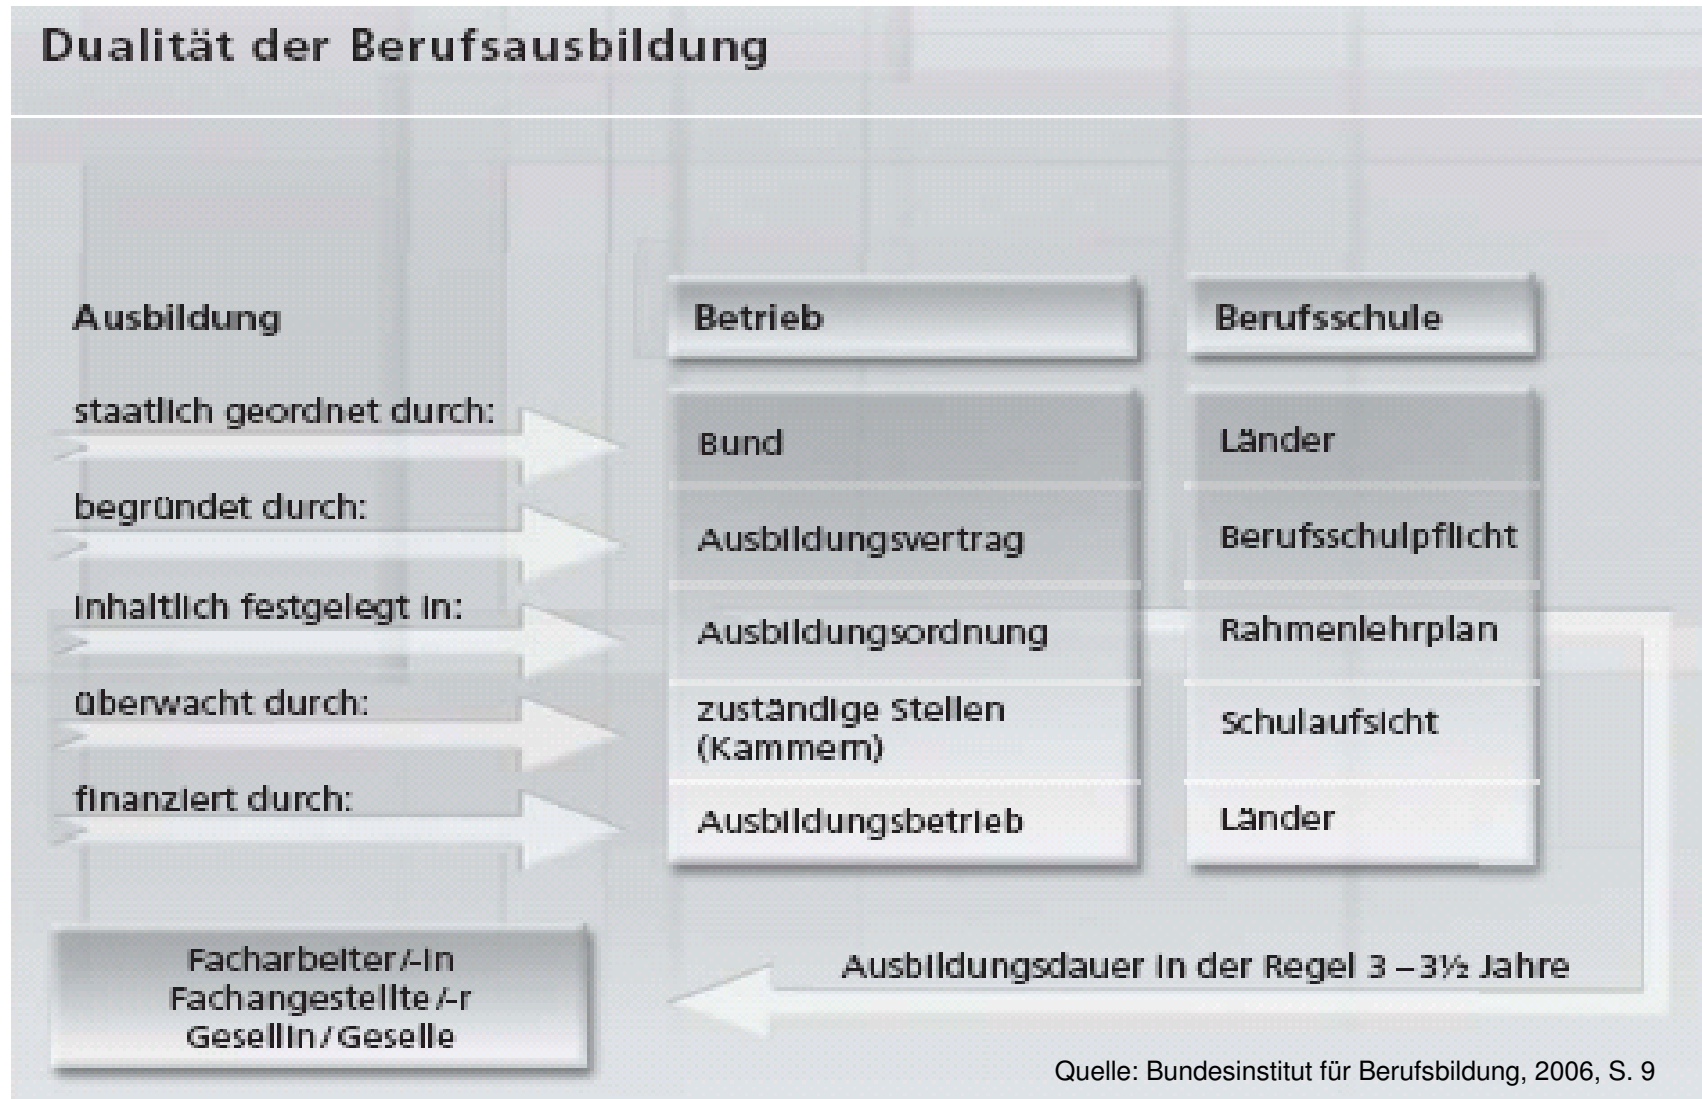 Dualität der Berufsausbildung
Ausbildung
Betrieb
Berufsschule
staatlich geordnet durch:
Bund
Länder
begründet durch:
Ausbildungsvertrag
Berufsschulpflicht
inhaltlich festgelegt in:
Ausbildungsordnung
Rahmenlehrplan
überwacht durch:
zuständige Stellen
(Kammern)
Schulaufsicht
finanziert durch:
Ausbildungsbetrieb
Länder
Facharbeiter/-in
Fachangestellte/-r
Gesellin/Geselle
Ausbildungsdauer in der Regel 3 – 3½ Jahre
Quelle: Bundesinstitut für Berufsbildung, 2006, S. 9